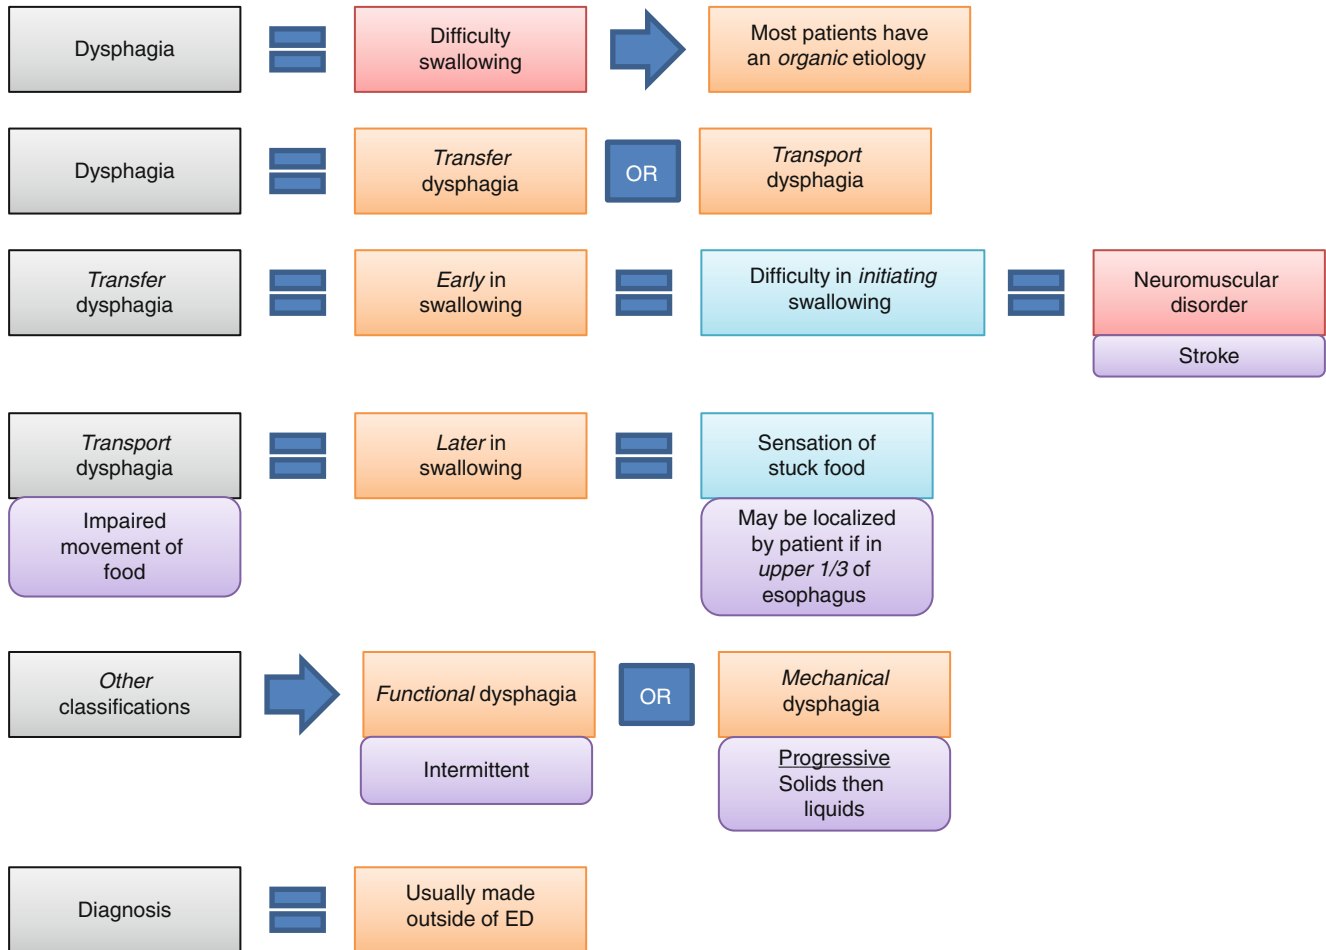 Dysphagia
Difficulty
swallowing
Most patients have
an organic etiology
Dysphagia
Transfer
dysphagia
OR
Transport
dysphagia
Transfer
dysphagia
Early in
swallowing
Difficulty in initiating
swallowing
Neuromuscular
disorder
Stroke
Transport
dysphagia
Impaired
movement of
food
Later in
swallowing
Sensation of
stuck food
May be localized
by patient if in
upper 1/3 of
esophagus
Other
classifications
Functional dysphagia
Intermittent
OR
Mechanical
dysphagia
Progressive
Solids then
liquids
Diagnosis
Usually made
outside of ED